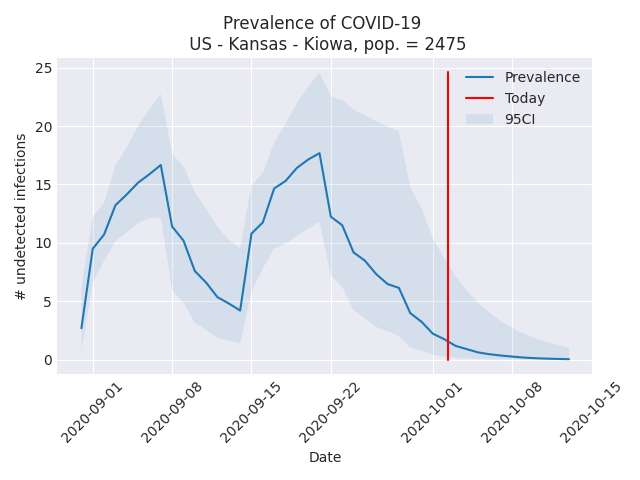 Prevalence of COVID-19
US - Kansas - Kiowa, pop. = 2475
Prevalence
Today
95CI
# undetected infections
25
20
15
10
5
0
2020-09-01
2020-09-08
2020-09-15
2020-09-22
2020-10-01
2020-10-08
2020-10-15
Date